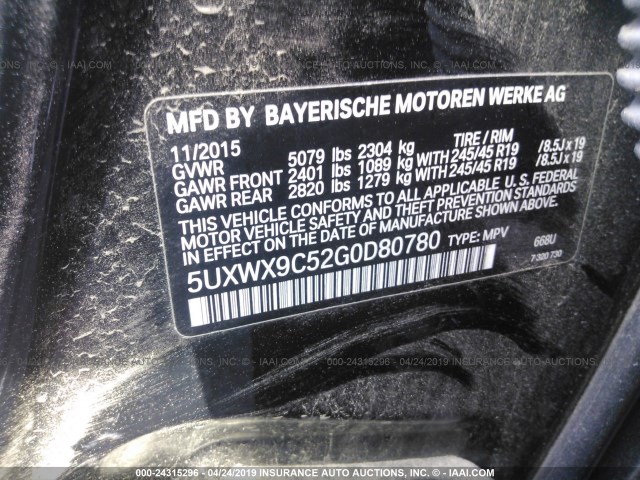 MFD BY BAYERISCHE MOTOREN WERKE AG
11/2015 TIRE / RIM
GVWR 5079 lbs 2304 kg
GAWR FRONT 2401 lbs 1089 kg WITH 245/45 R19 / 8.5J x 19
GAWR REAR 2820 lbs 1279 kg WITH 245/45 R19 / 8.5J x 19
THIS VEHICLE CONFORMS TO ALL APPLICABLE U.S. FEDERAL
MOTOR VEHICLE SAFETY AND THEFT PREVENTION STANDARDS
IN EFFECT ON THE DATE OF MANUFACTURE SHOWN ABOVE.
5UXWX9C52G0D80780 TYPE: MPV 668U
7 320 730
000-24315296 - 04/24/2019 INSURANCE AUTO AUCTIONS, INC. - © - IAAI.COM